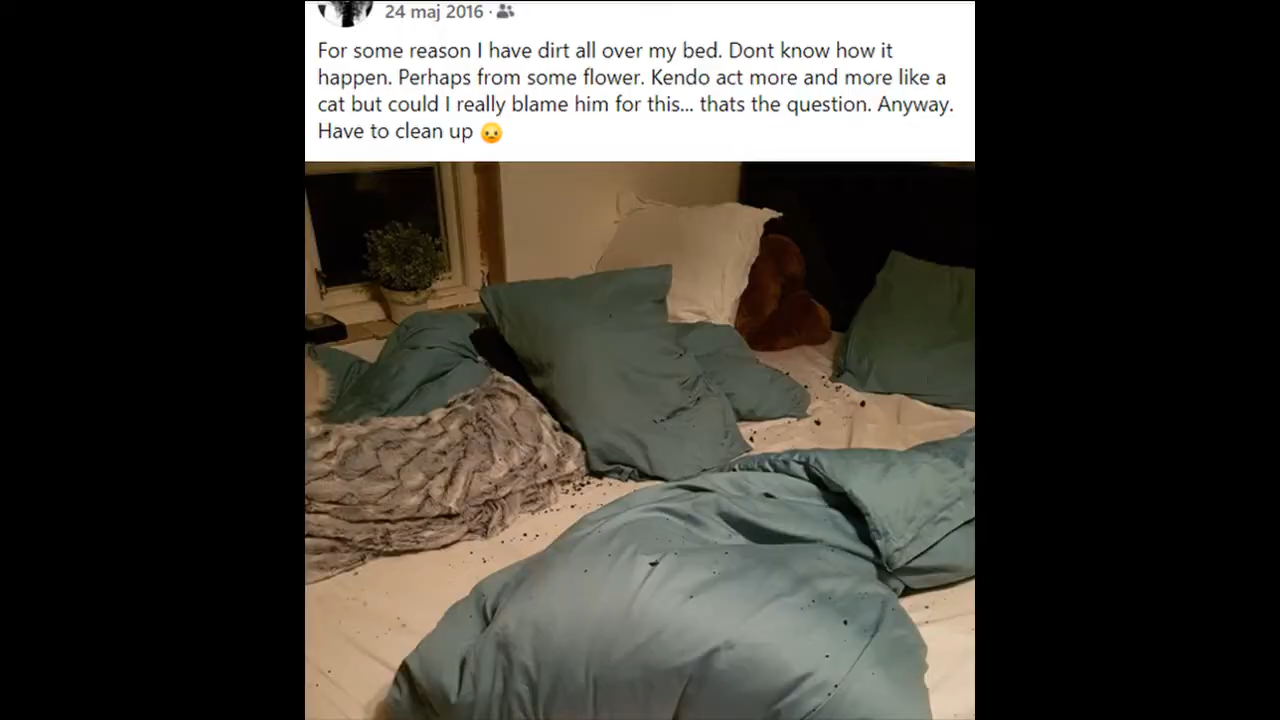 24 maj 2016 ·
For some reason I have dirt all over my bed. Dont know how it
happen. Perhaps from some flower. Kendo act more and more like a
cat but could I really blame him for this... thats the question. Anyway.
Have to clean up 😐